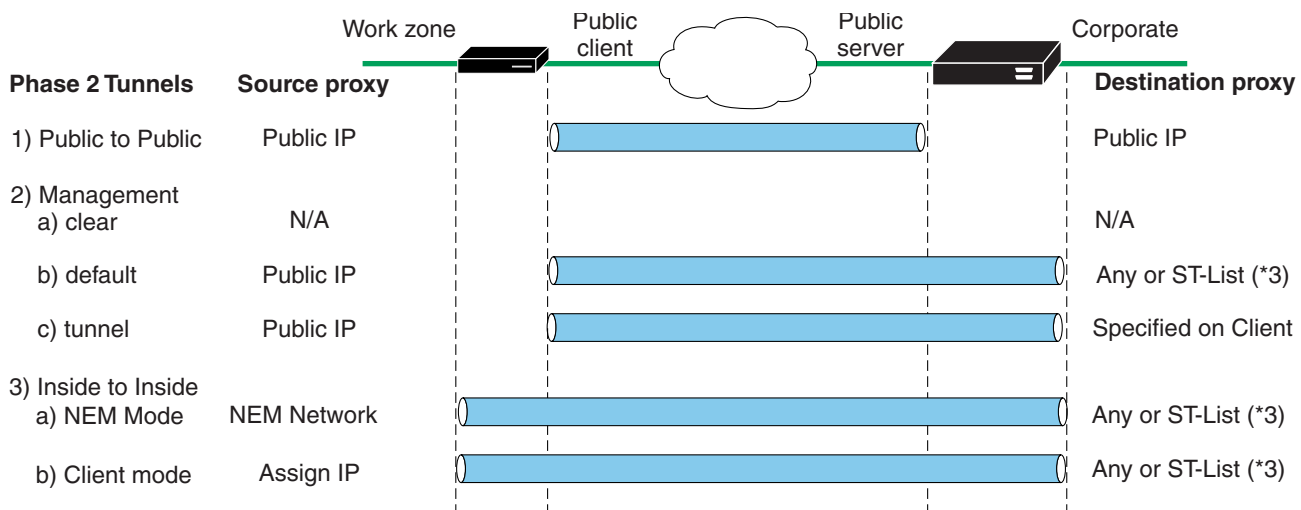 Work zone
Public
client
Public
server
Corporate
Phase 2 Tunnels Source proxy Destination proxy
1) Public to Public Public IP Public IP
2) Management
a) clear N/A N/A
b) default Public IP Any or ST-List (*3)
c) tunnel Public IP Specified on Client
3) Inside to Inside
a) NEM Mode NEM Network Any or ST-List (*3)
b) Client mode Assign IP Any or ST-List (*3)